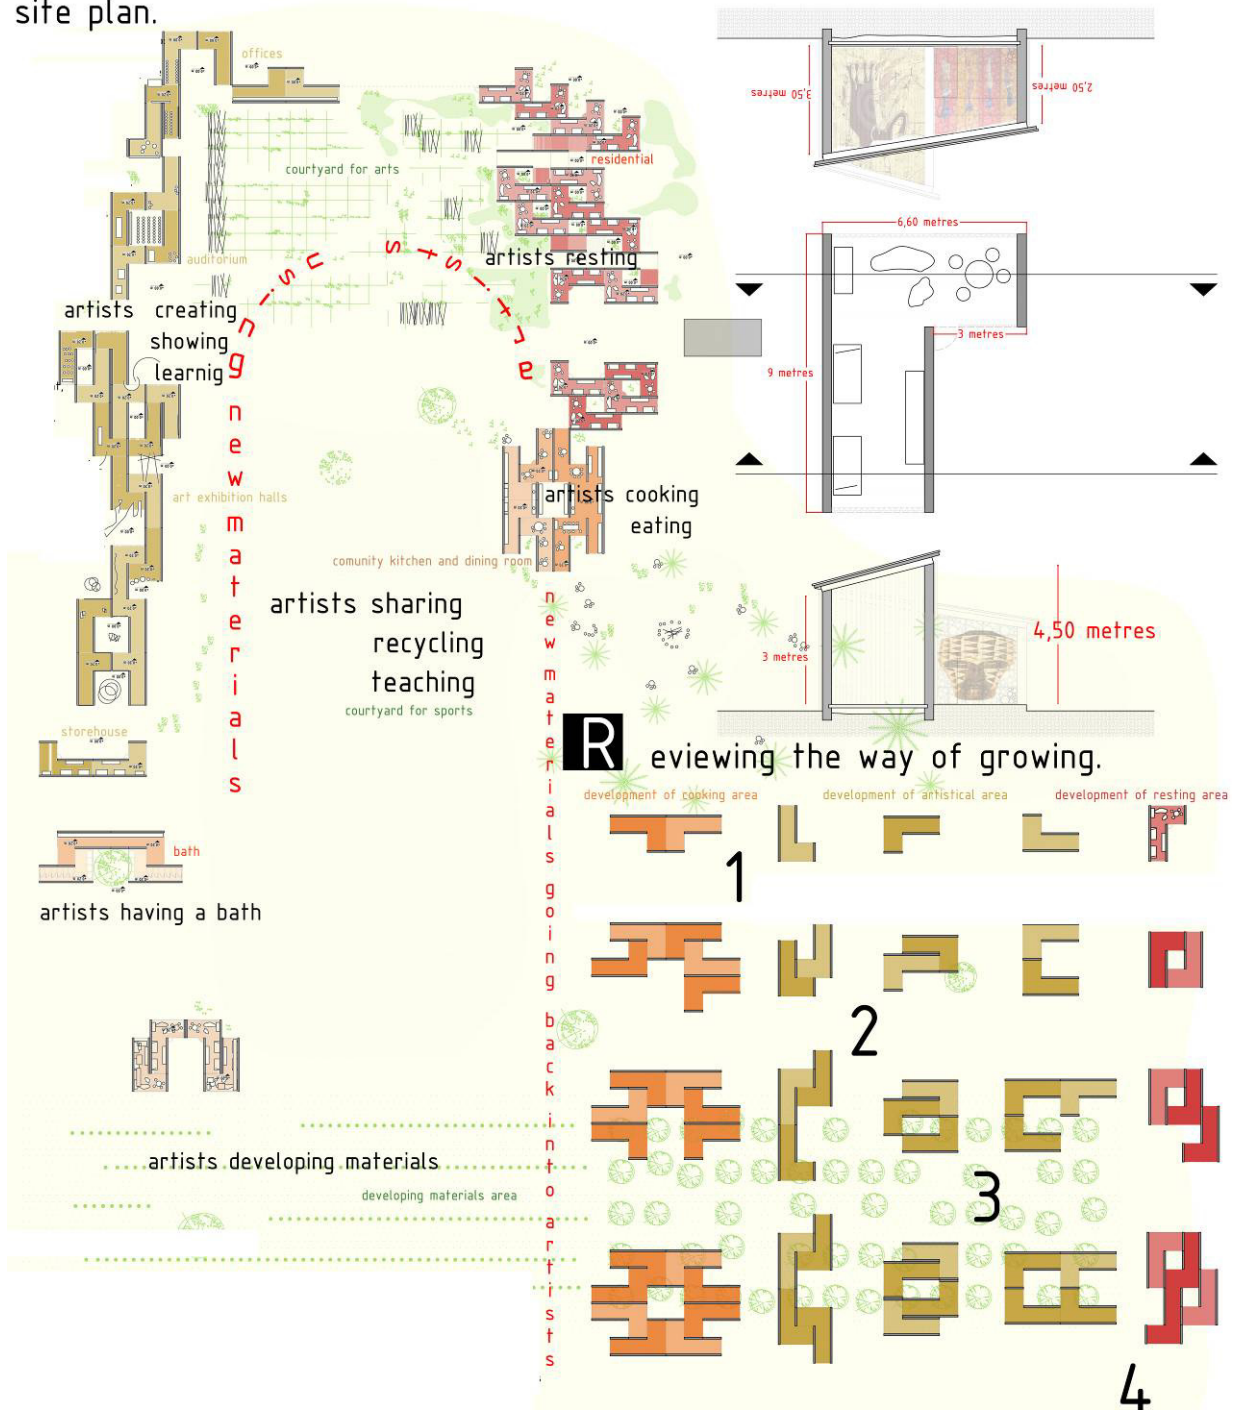 site plan.
offices
3,50 metres
2,50 metres
courtyard for arts
residential
6,60 metres
artists using new materials
auditorium
artists resting
artists creating
showing
learnig
3 metres
9 metres
art exhibition halls
artists cooking
eating
comunity kitchen and dining room
artists sharing
recycling
teaching
courtyard for sports
new materials going back into artists
3 metres
4,50 metres
storehouse
R eviewing the way of growing.
development of cooking area
development of artistical area
development of resting area
bath
1
artists having a bath
2
artists developing materials
developing materials area
3
4